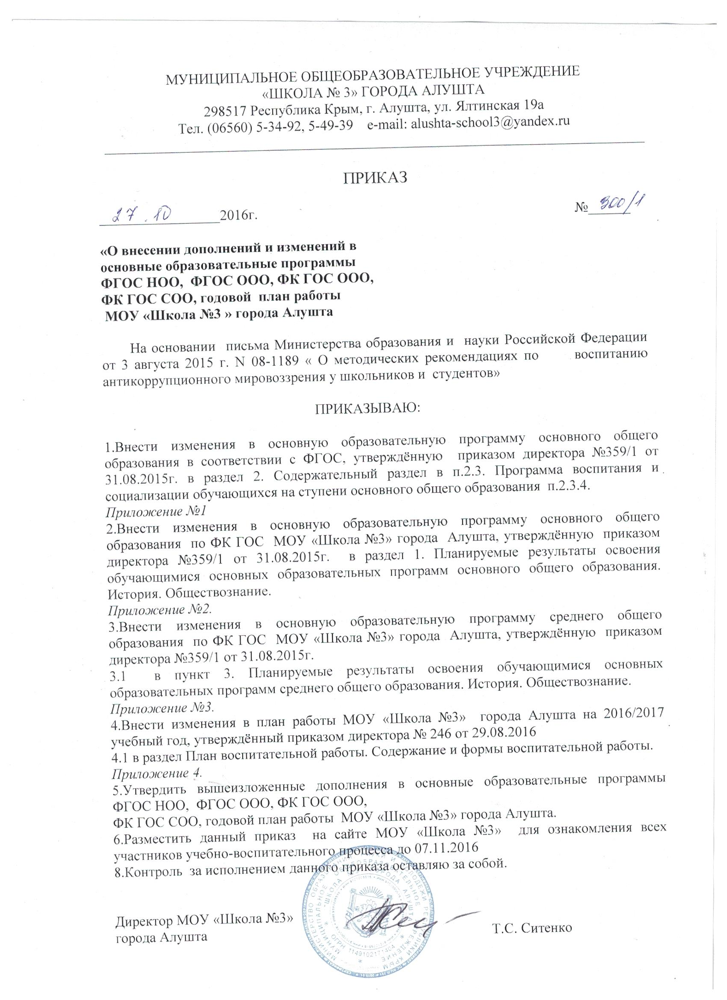 МУНИЦИПАЛЬНОЕ ОБЩЕОБРАЗОВАТЕЛЬНОЕ УЧРЕЖДЕНИЕ
«ШКОЛА № 3» ГОРОДА АЛУШТА
298517 Республика Крым, г. Алушта, ул. Ялтинская 19а
Тел. (06560) 5-34-92, 5-49-39 e-mail: alushta-school3@yandex.ru
ПРИКАЗ
27.10 2016г. № 300/1
«О внесении дополнений и изменений в
основные образовательные программы
ФГОС НОО, ФГОС ООО, ФК ГОС ООО,
ФК ГОС СОО, годовой план работы
МОУ «Школа №3 » города Алушта
На основании письма Министерства образования и науки Российской Федерации
от 3 августа 2015 г. N 08-1189 « О методических рекомендациях по воспитанию
антикоррупционного мировоззрения у школьников и студентов»
ПРИКАЗЫВАЮ:
1.Внести изменения в основную образовательную программу основного общего
образования в соответствии с ФГОС, утверждённую приказом директора №359/1 от
31.08.2015г. в раздел 2. Содержательный раздел в п.2.3. Программа воспитания и
социализации обучающихся на ступени основного общего образования п.2.3.4.
Приложение №1
2.Внести изменения в основную образовательную программу основного общего
образования по ФК ГОС МОУ «Школа №3» города Алушта, утверждённую приказом
директора №359/1 от 31.08.2015г. в раздел 1. Планируемые результаты освоения
обучающимися основных образовательных программ основного общего образования.
История. Обществознание.
Приложение №2.
3.Внести изменения в основную образовательную программу среднего общего
образования по ФК ГОС МОУ «Школа №3» города Алушта, утверждённую приказом
директора №359/1 от 31.08.2015г.
3.1 в пункт 3. Планируемые результаты освоения обучающимися основных
образовательных программ среднего общего образования. История. Обществознание.
Приложение №3.
4.Внести изменения в план работы МОУ «Школа №3» города Алушта на 2016/2017
учебный год, утверждённый приказом директора № 246 от 29.08.2016
4.1 в раздел План воспитательной работы. Содержание и формы воспитательной работы.
Приложение 4.
5.Утвердить вышеизложенные дополнения в основные образовательные программы
ФГОС НОО, ФГОС ООО, ФК ГОС ООО,
ФК ГОС СОО, годовой план работы МОУ «Школа №3» города Алушта.
6.Разместить данный приказ на сайте МОУ «Школа №3» для ознакомления всех
участников учебно-воспитательного процесса до 07.11.2016
8.Контроль за исполнением данного приказа оставляю за собой.
Директор МОУ «Школа №3»
города Алушта Т.С. Ситенко
МУНИЦИПАЛЬНОЕ ОБЩЕОБРАЗОВАТЕЛЬНОЕ УЧРЕЖДЕНИЕ
ОГРН 1149102171404